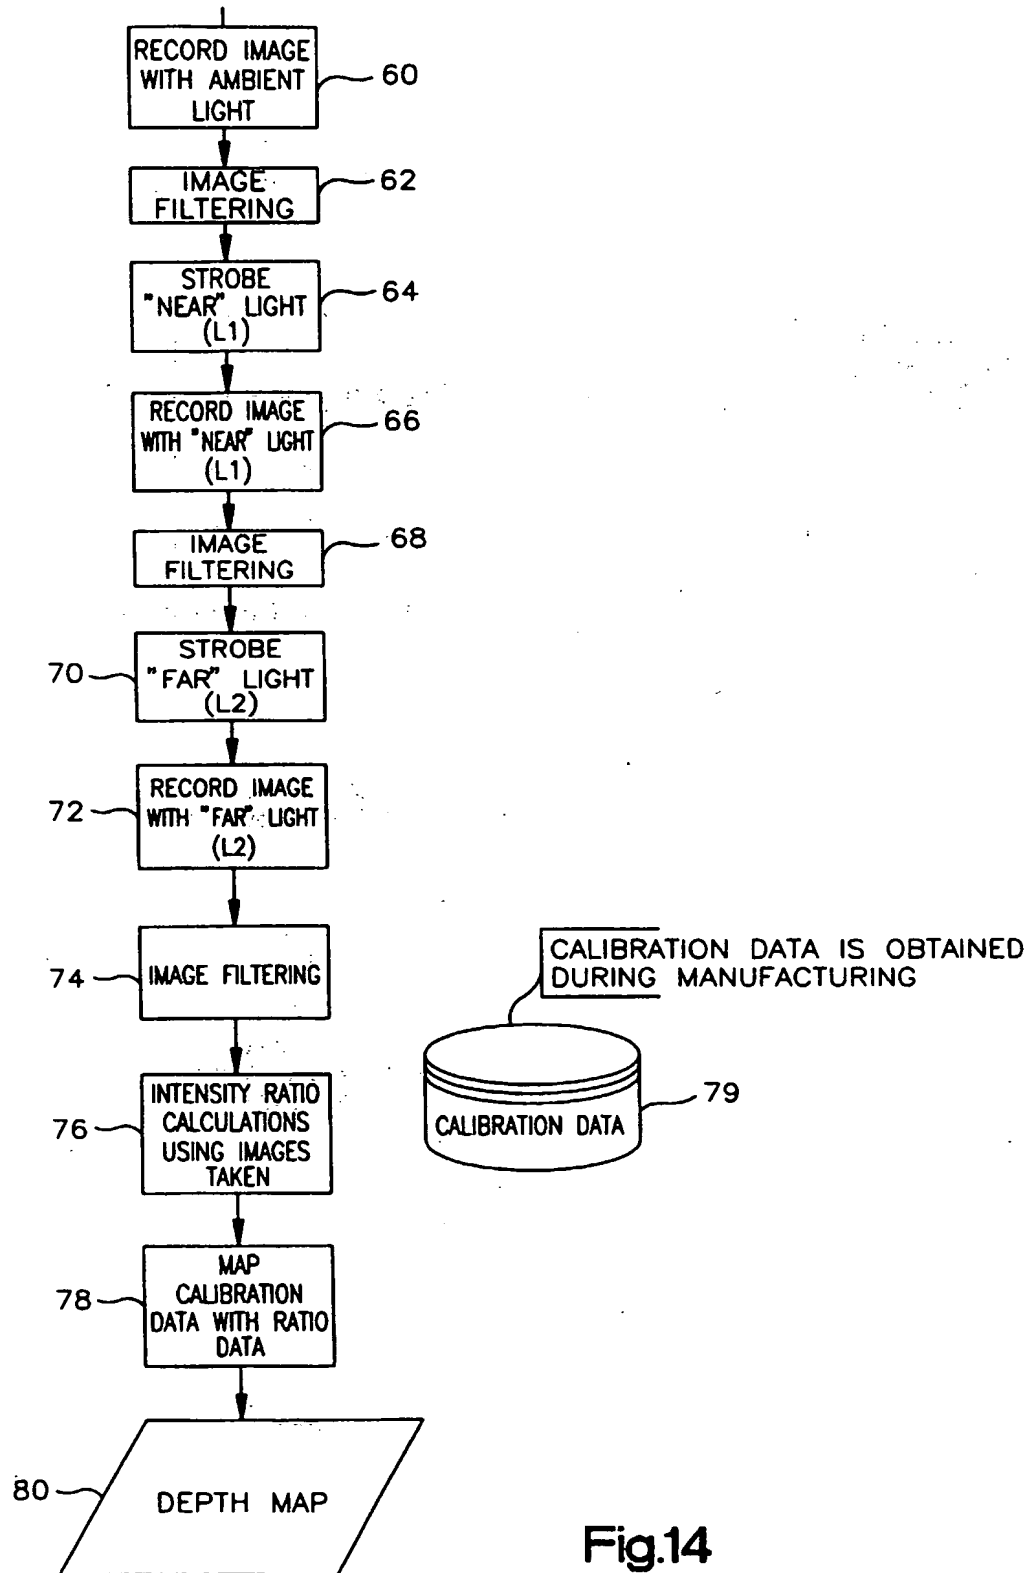 RECORD IMAGE
WITH AMBIENT
LIGHT
60
IMAGE
FILTERING
62
STROBE
"NEAR" LIGHT
(L1)
64
RECORD IMAGE
WITH "NEAR" LIGHT
(L1)
66
IMAGE
FILTERING
68
STROBE
"FAR" LIGHT
(L2)
70
RECORD IMAGE
WITH "FAR" LIGHT
(L2)
72
IMAGE FILTERING
74
CALIBRATION DATA IS OBTAINED
DURING MANUFACTURING
CALIBRATION DATA
79
INTENSITY RATIO
CALCULATIONS
USING IMAGES
TAKEN
76
MAP
CALIBRATION
DATA WITH RATIO
DATA
78
DEPTH MAP
80
Fig.14